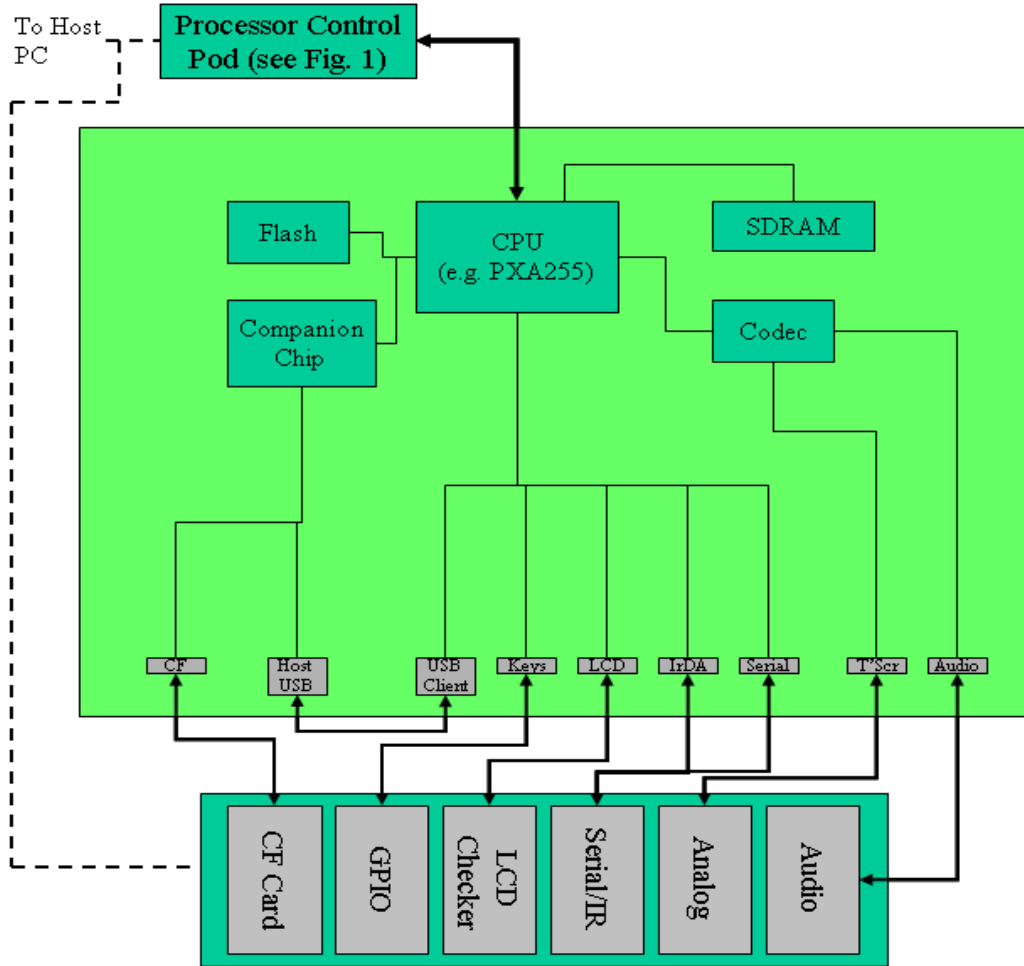 To Host
PC
Processor Control
Pod (see Fig. 1)
Flash
CPU
(e.g. PXA255)
SDRAM
Companion
Chip
Codec
CF
Host
USB
USB
Client
Keys
LCD
IrDA
Serial
T'Scr
Audio
CF Card
GPIO
LCD
Checker
Serial/IR
Analog
Audio